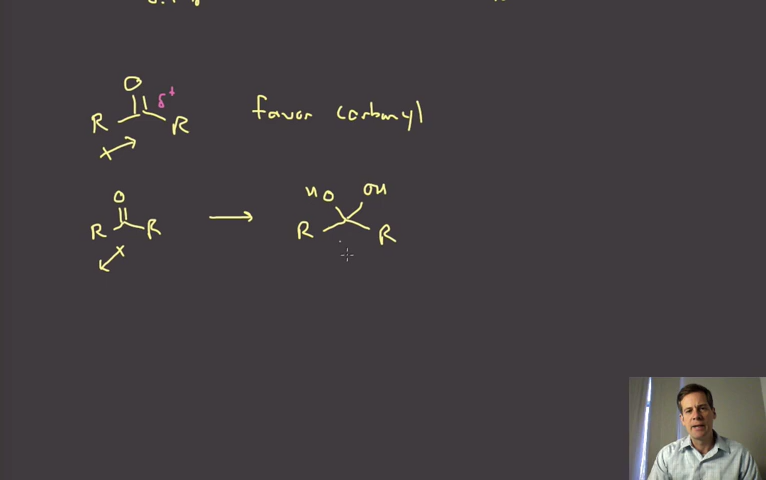 O
δ+
R R favor carbonyl
HO OH
O
R R → R R